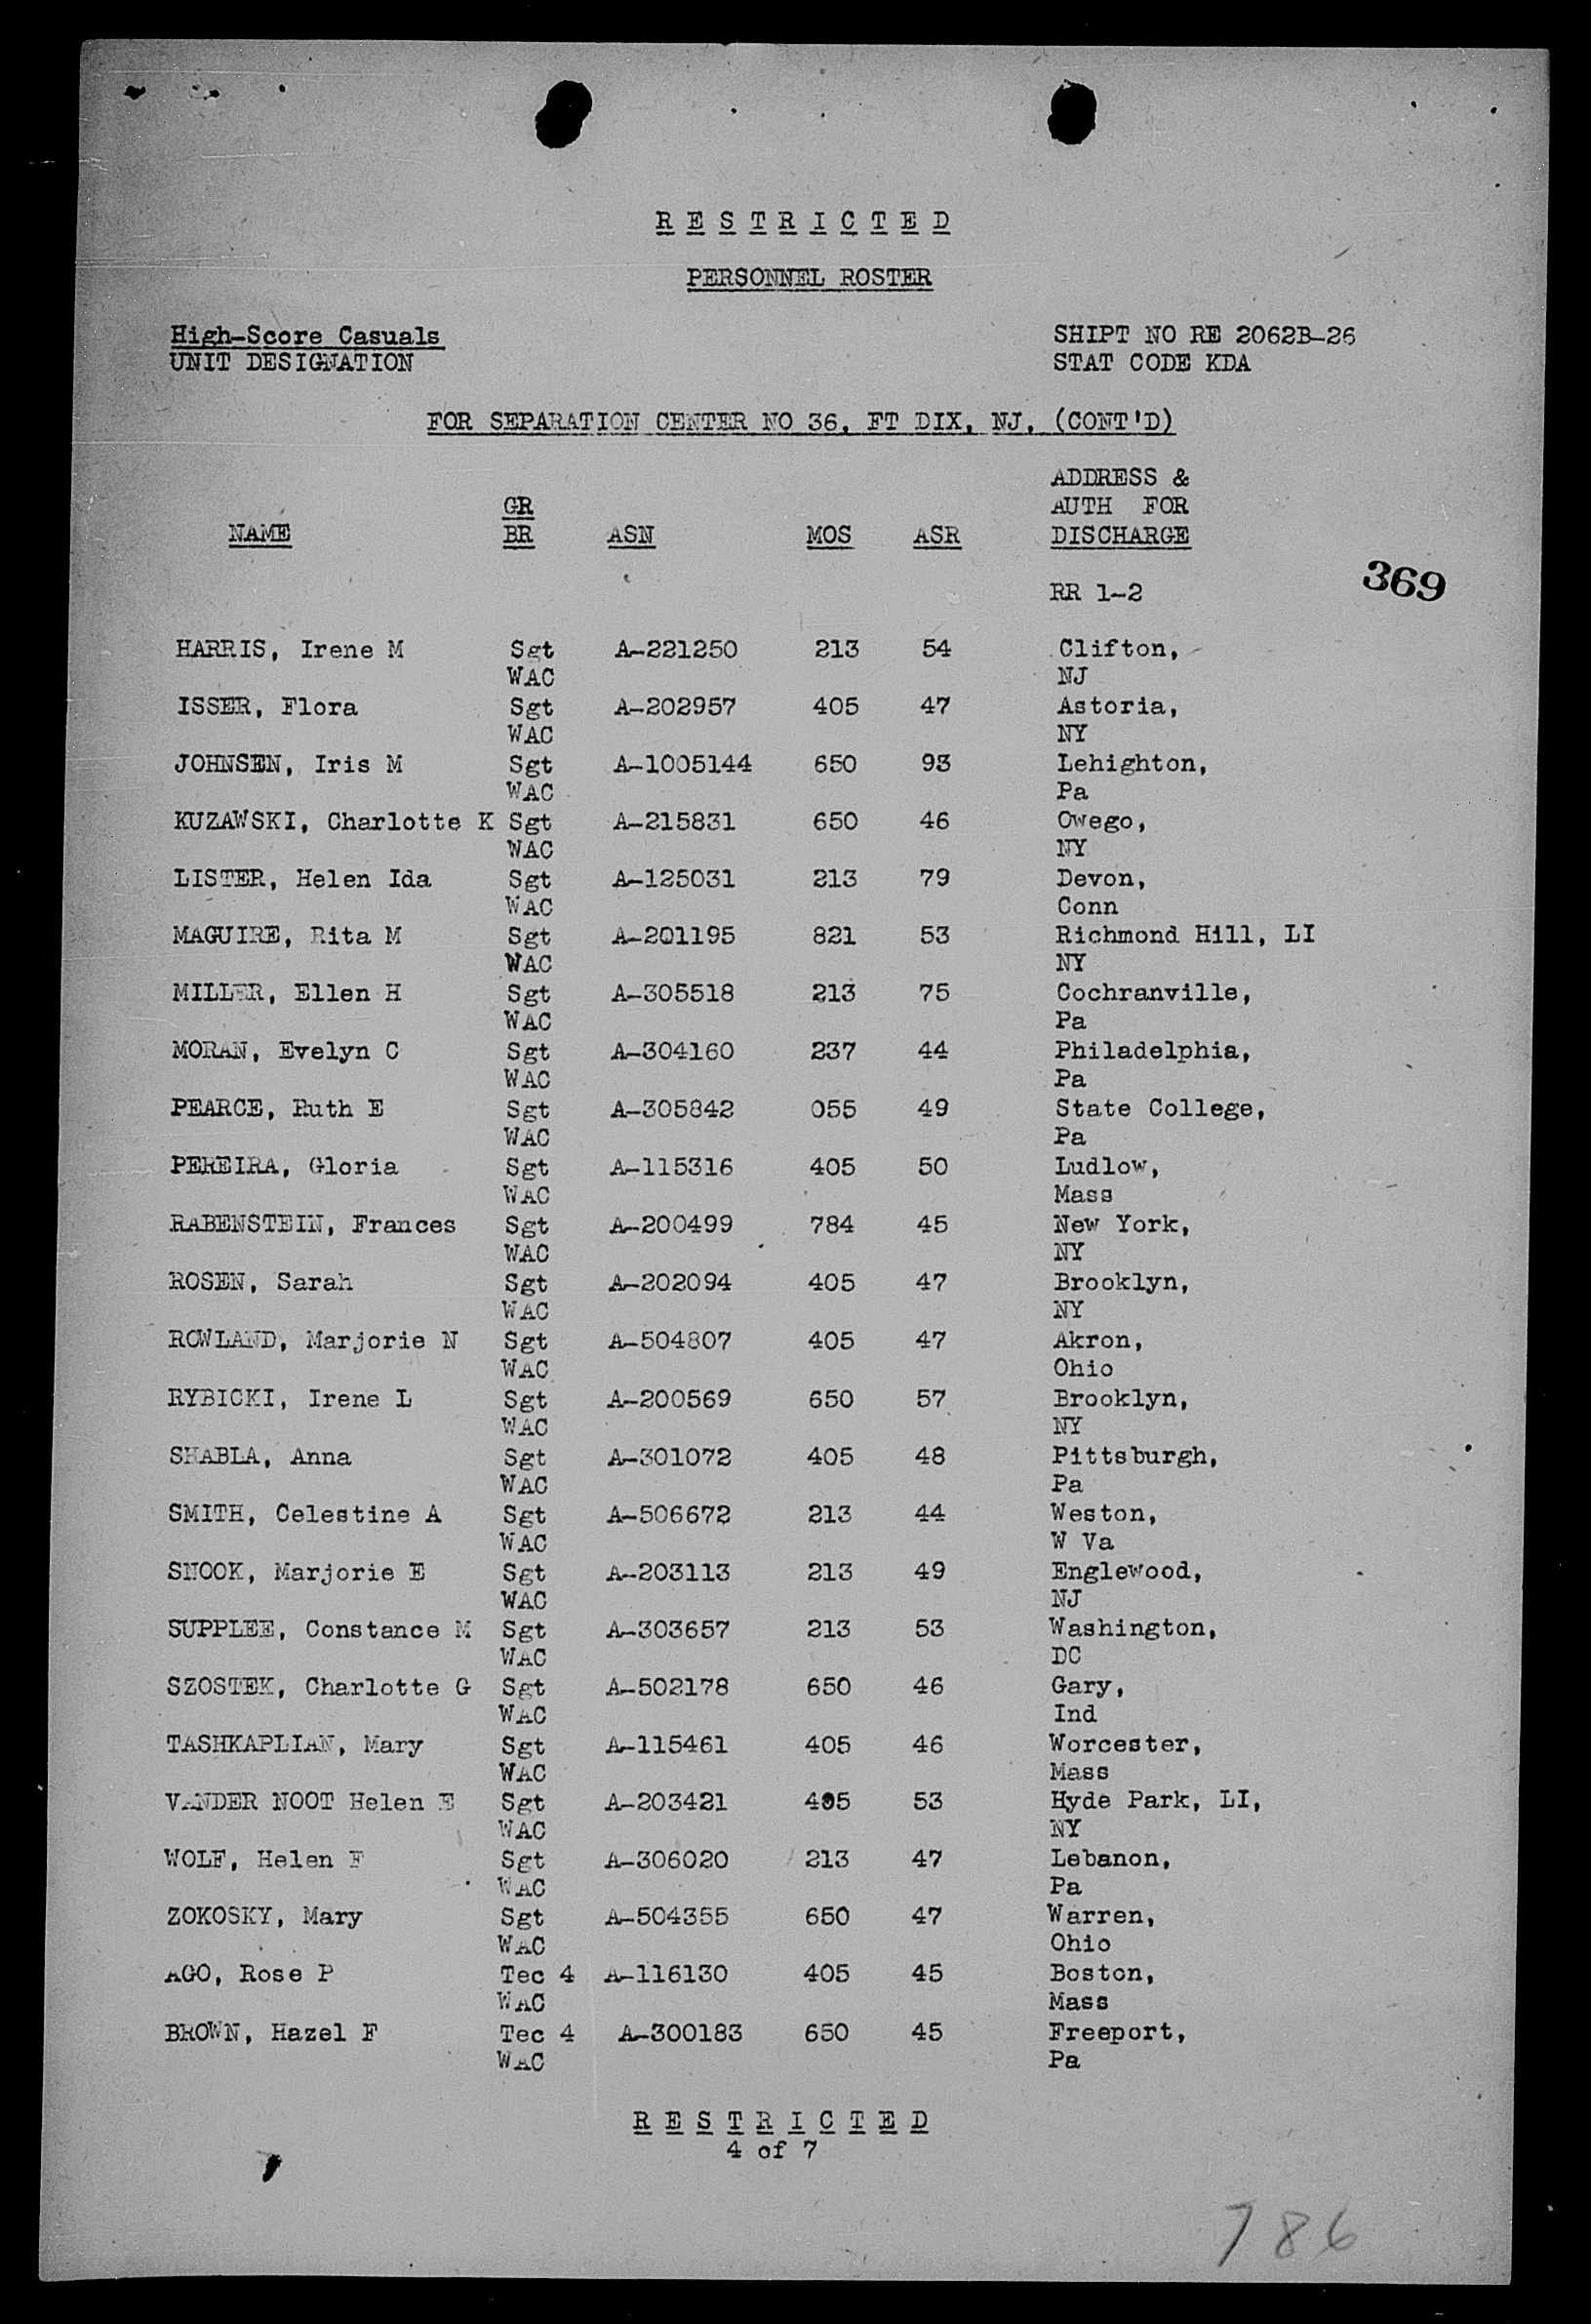 R E S T R I C T E D
PERSONNEL ROSTER
High-Score Casuals SHIPT NO RE 2062B-26
UNIT DESIGNATION STAT CODE KDA
FOR SEPARATION CENTER NO 36, FT DIX, NJ, (CONT'D)
ADDRESS &
GR AUTH FOR
NAME BR ASN MOS ASR DISCHARGE
369
RR 1-2
HARRIS, Irene M Sgt A-221250 213 54 Clifton,
WAC NJ
ISSER, Flora Sgt A-202957 405 47 Astoria,
WAC NY
JOHNSEN, Iris M Sgt A-1005144 650 93 Lehighton,
WAC Pa
KUZAWSKI, Charlotte K Sgt A-215831 650 46 Owego,
WAC NY
LISTER, Helen Ida Sgt A-125031 213 79 Devon,
WAC Conn
MAGUIRE, Rita M Sgt A-201195 821 53 Richmond Hill, LI
WAC NY
MILLER, Ellen H Sgt A-305518 213 75 Cochranville,
WAC Pa
MORAN, Evelyn C Sgt A-304160 237 44 Philadelphia,
WAC Pa
PEARCE, Ruth E Sgt A-305842 055 49 State College,
WAC Pa
PEREIRA, Gloria Sgt A-115316 405 50 Ludlow,
WAC Mass
RABENSTEIN, Frances Sgt A-200499 784 45 New York,
WAC NY
ROSEN, Sarah Sgt A-202094 405 47 Brooklyn,
WAC NY
ROWLAND, Marjorie N Sgt A-504807 405 47 Akron,
WAC Ohio
RYBICKI, Irene L Sgt A-200569 650 57 Brooklyn,
WAC NY
SHABLA, Anna Sgt A-301072 405 48 Pittsburgh,
WAC Pa
SMITH, Celestine A Sgt A-506672 213 44 Weston,
WAC W Va
SNOOK, Marjorie E Sgt A-203113 213 49 Englewood,
WAC NJ
SUPPLEE, Constance M Sgt A-303657 213 53 Washington,
WAC DC
SZOSTEK, Charlotte G Sgt A-502178 650 46 Gary,
WAC Ind
TASHKAPLIAN, Mary Sgt A-115461 405 46 Worcester,
WAC Mass
VANDER NOOT Helen E Sgt A-203421 405 53 Hyde Park, LI,
WAC NY
WOLF, Helen F Sgt A-306020 213 47 Lebanon,
WAC Pa
ZOKOSKY, Mary Sgt A-504355 650 47 Warren,
WAC Ohio
AGO, Rose P Tec 4 A-116130 405 45 Boston,
WAC Mass
BROWN, Hazel F Tec 4 A-300183 650 45 Freeport,
WAC Pa
R E S T R I C T E D
4 of 7
786